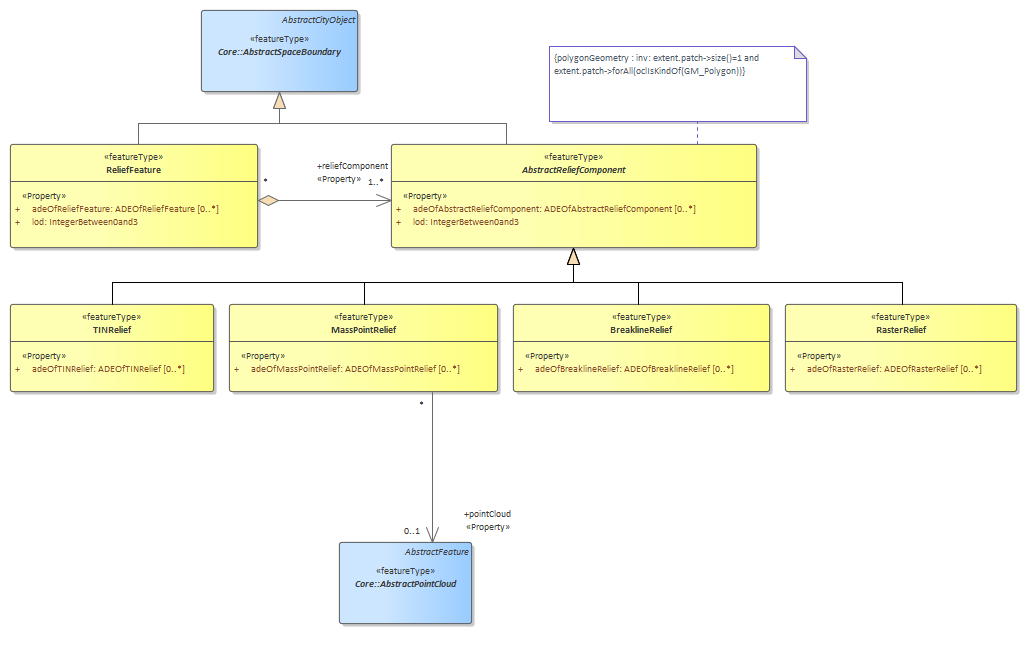 AbstractCityObject
«featureType»
Core::AbstractSpaceBoundary
{polygonGeometry : inv: extent.patch->size()=1 and
extent.patch->forAll(oclIsKindOf(GM_Polygon))}
«featureType»
ReliefFeature
«Property»
+ adeOfReliefFeature: ADEOfReliefFeature [0..*]
+ lod: IntegerBetween0and3
*
+reliefComponent
«Property»
1..*
«featureType»
AbstractReliefComponent
«Property»
+ adeOfAbstractReliefComponent: ADEOfAbstractReliefComponent [0..*]
+ lod: IntegerBetween0and3
«featureType»
TINRelief
«Property»
+ adeOfTINRelief: ADEOfTINRelief [0..*]
«featureType»
MassPointRelief
«Property»
+ adeOfMassPointRelief: ADEOfMassPointRelief [0..*]
«featureType»
BreaklineRelief
«Property»
+ adeOfBreaklineRelief: ADEOfBreaklineRelief [0..*]
«featureType»
RasterRelief
«Property»
+ adeOfRasterRelief: ADEOfRasterRelief [0..*]
*
+pointCloud
«Property»
0..1
AbstractFeature
«featureType»
Core::AbstractPointCloud